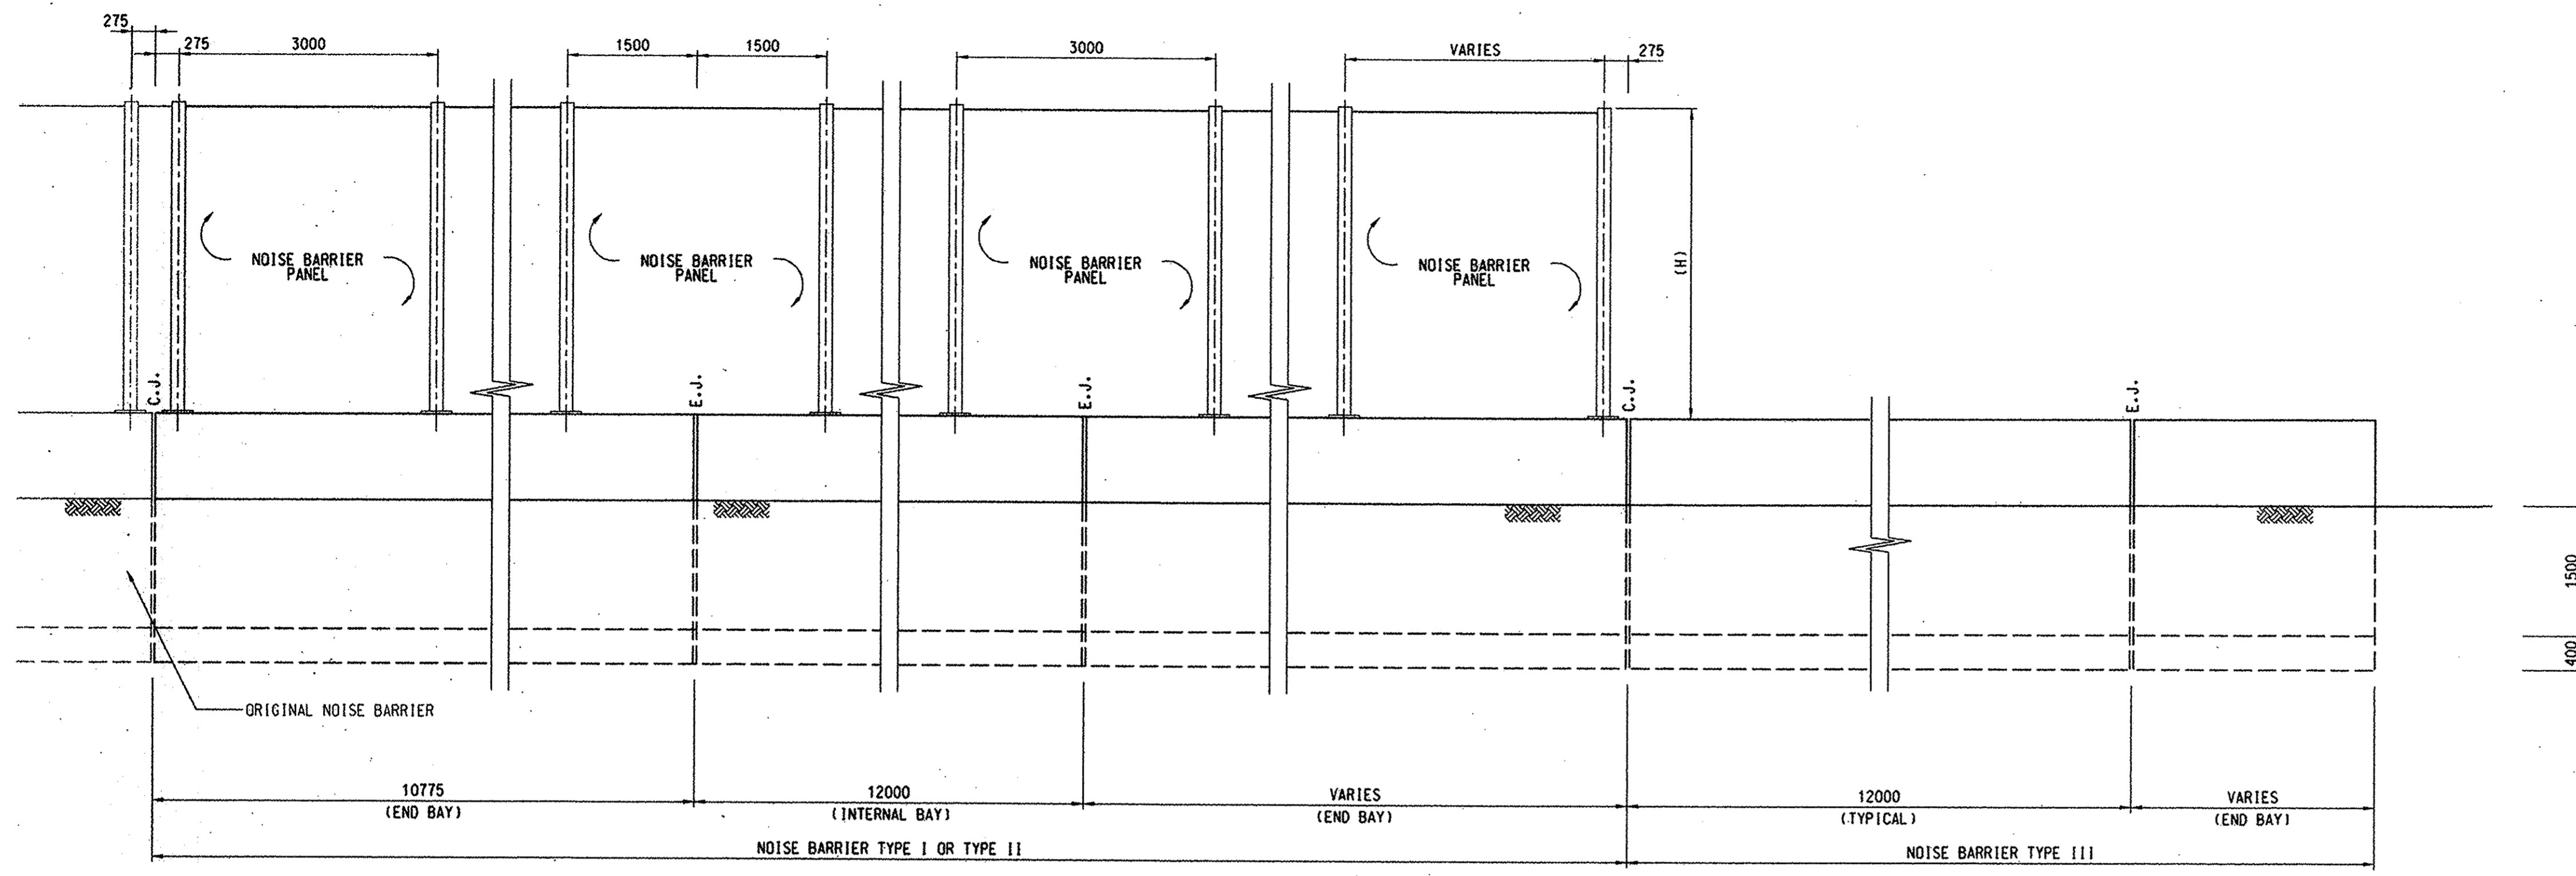 275
275
3000
1500
1500
3000
VARIES
275
NOISE BARRIER
PANEL
NOISE BARRIER
PANEL
NOISE BARRIER
PANEL
NOISE BARRIER
PANEL
(H)
C.J.
E.J.
E.J.
C.J.
E.J.
1500
400
ORIGINAL NOISE BARRIER
10775
(END BAY)
12000
(INTERNAL BAY)
VARIES
(END BAY)
12000
(TYPICAL)
VARIES
(END BAY)
NOISE BARRIER TYPE I OR TYPE II
NOISE BARRIER TYPE III